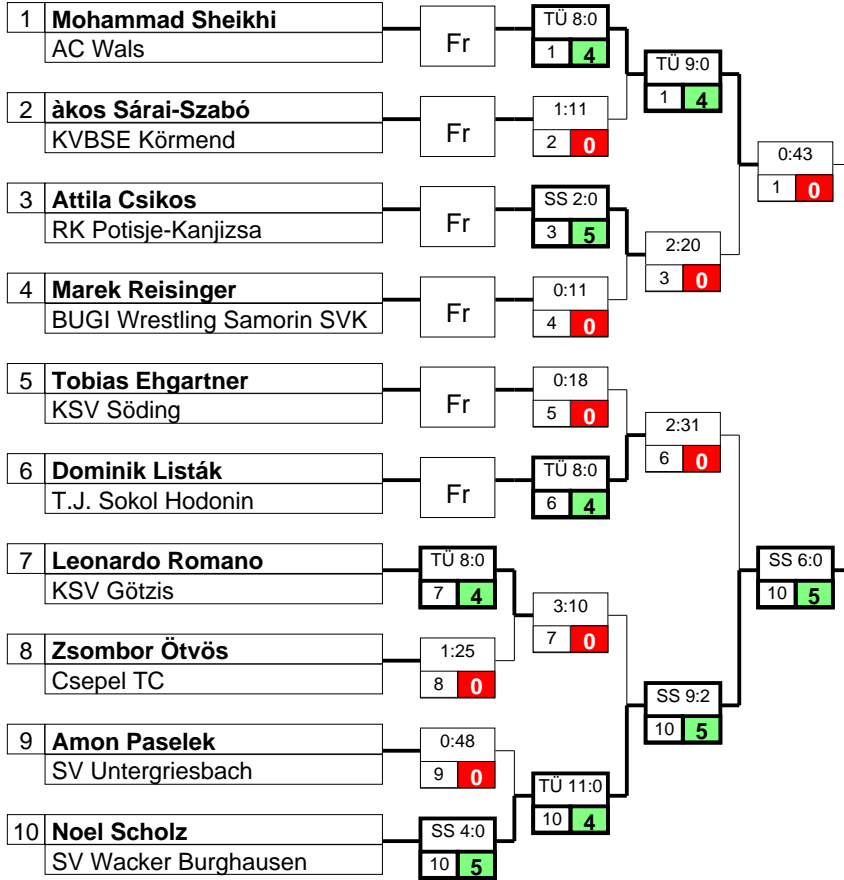 1 Mohammad Sheikhi
AC Wals
Fr
TÜ 8:0
1 4
TÜ 9:0
1 4
2 àkos Sárai-Szabó
KVBSE Körmend
Fr
1:11
2 0
0:43
1 0
3 Attila Csikos
RK Potisje-Kanjizsa
Fr
SS 2:0
3 5
2:20
3 0
4 Marek Reisinger
BUGI Wrestling Samorin SVK
Fr
0:11
4 0
5 Tobias Ehgartner
KSV Söding
Fr
0:18
5 0
2:31
6 0
6 Dominik Listák
T.J. Sokol Hodonin
Fr
TÜ 8:0
6 4
7 Leonardo Romano
KSV Götzis
TÜ 8:0
7 4
SS 6:0
10 5
3:10
7 0
8 Zsombor Ötvös
Csepel TC
1:25
8 0
SS 9:2
10 5
9 Amon Paselek
SV Untergriesbach
0:48
9 0
TÜ 11:0
10 4
10 Noel Scholz
SV Wacker Burghausen
SS 4:0
10 5